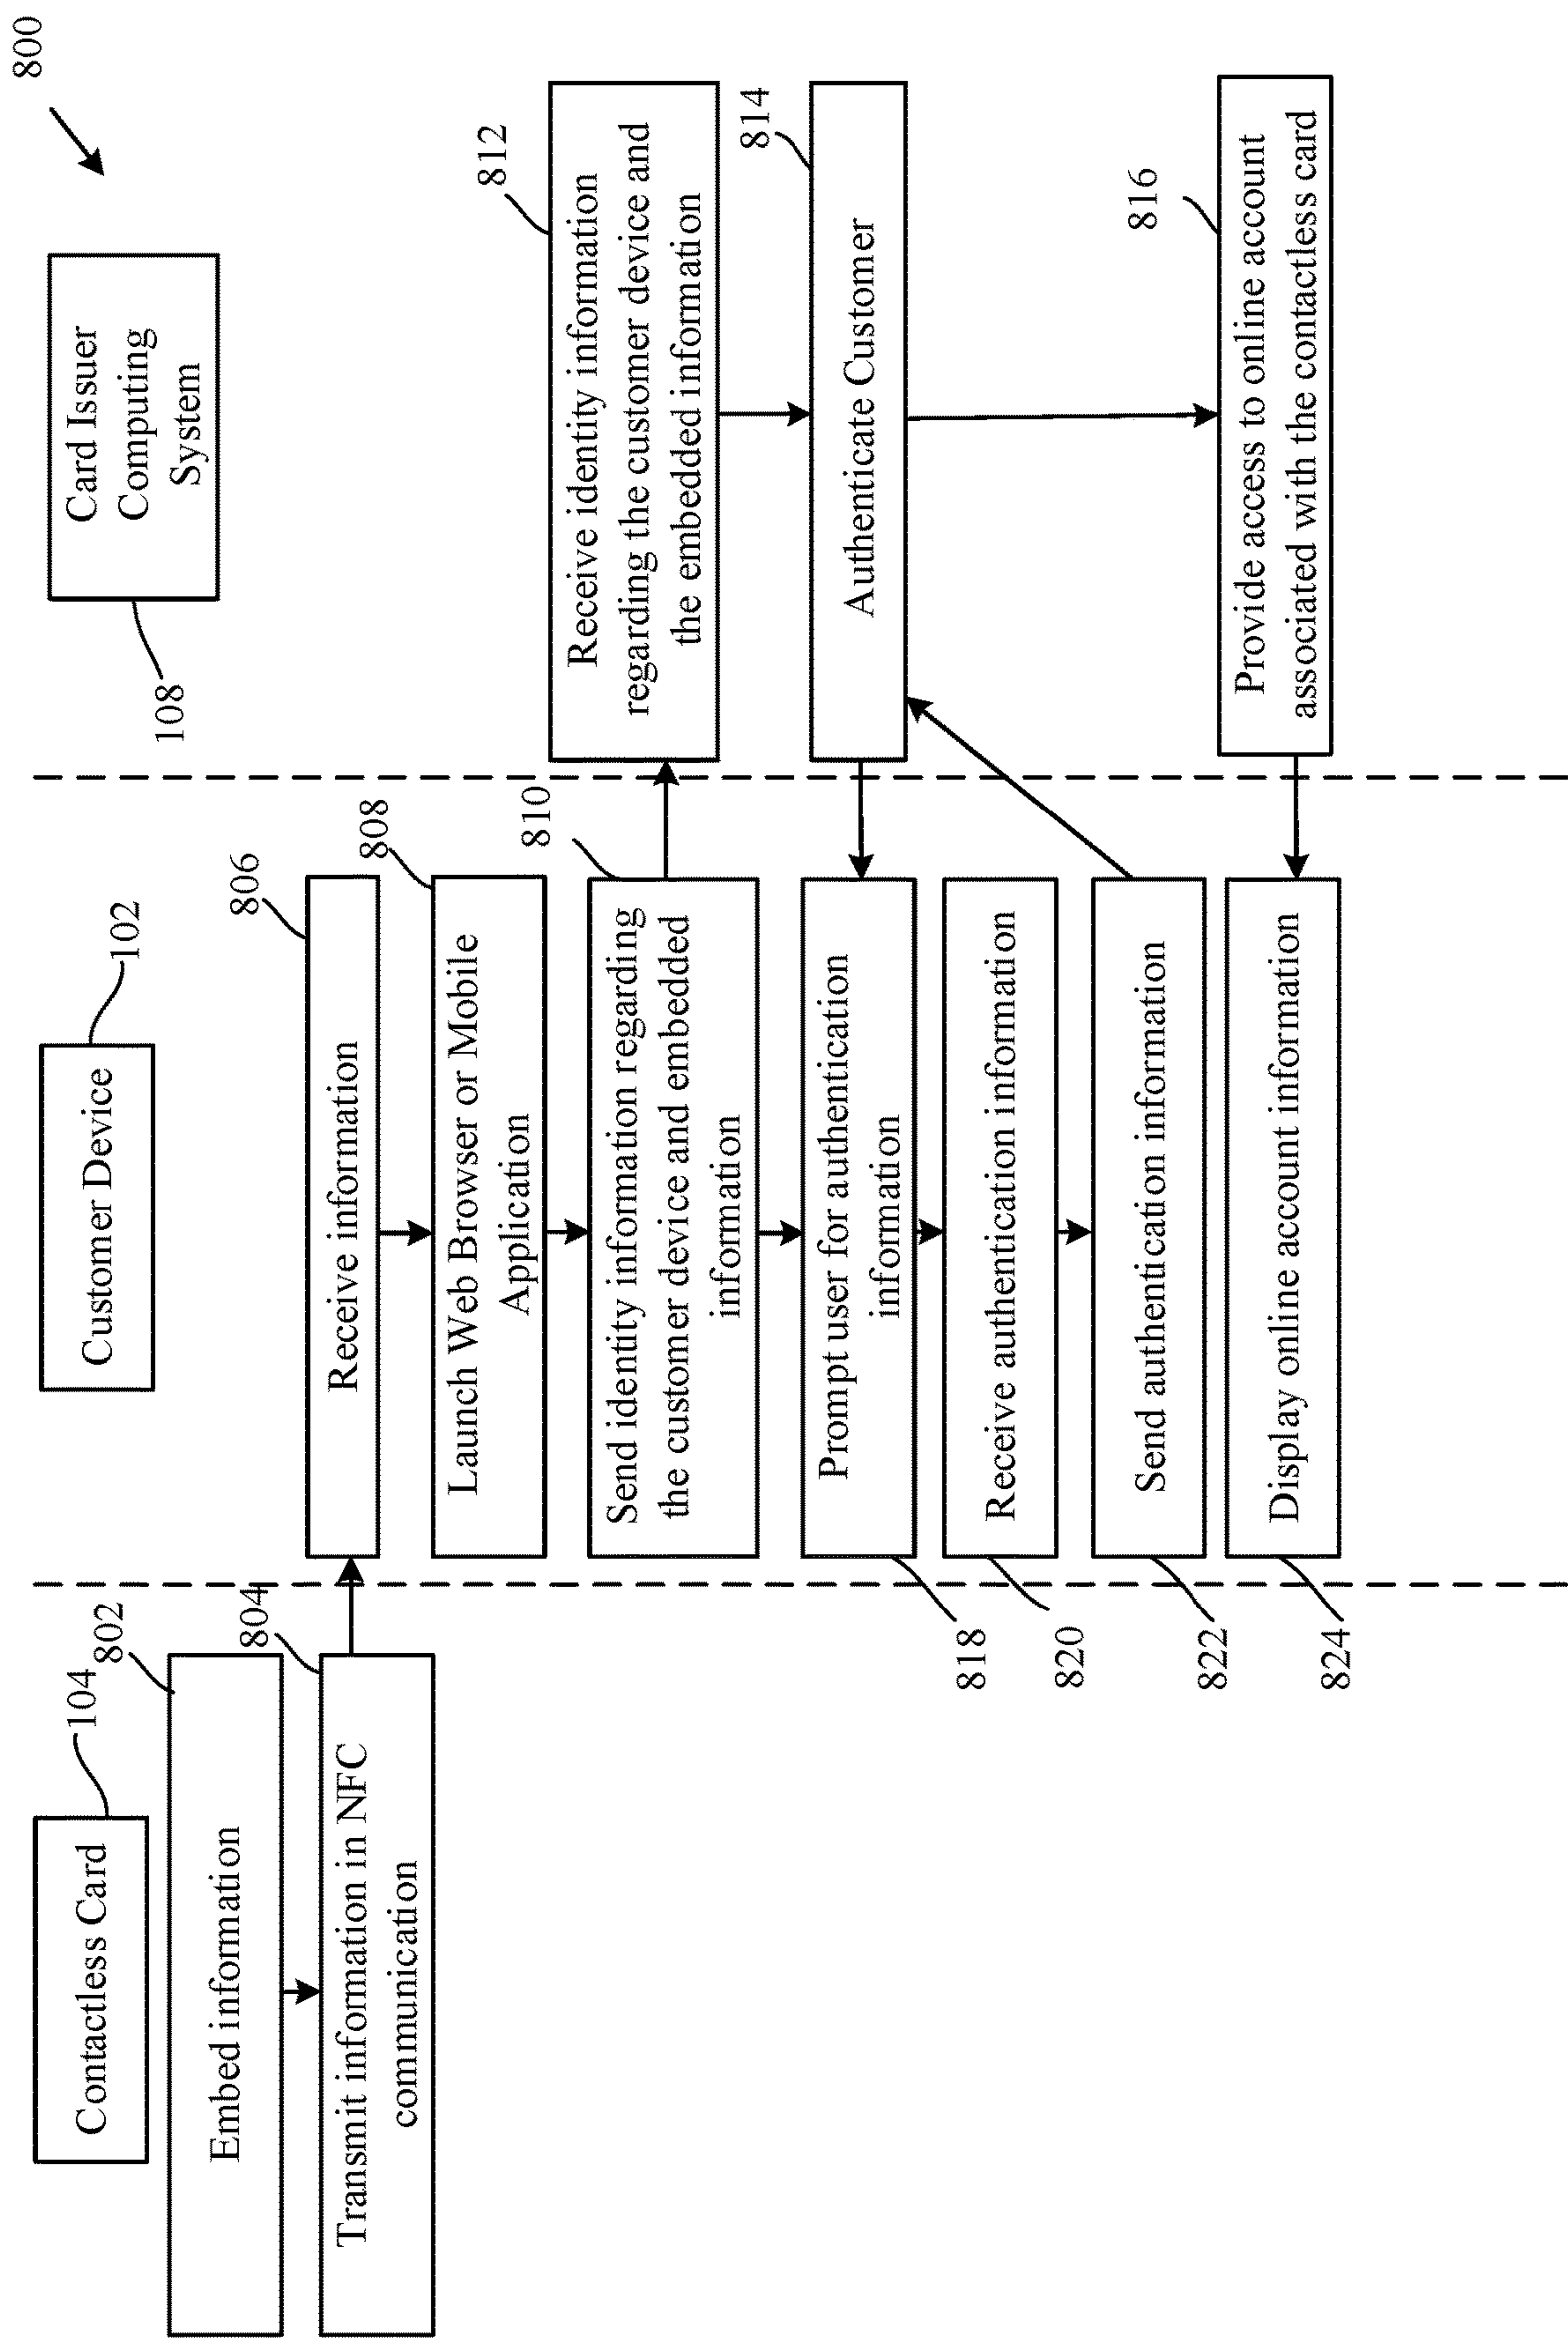 800
Contactless Card
104
Customer Device
102
Card Issuer
Computing
System
108
Embed information
802
Transmit information in NFC
communication
804
Receive information
806
Launch Web Browser or Mobile
Application
808
Send identity information regarding
the customer device and embedded
information
810
Receive identity information
regarding the customer device and
the embedded information
812
Authenticate Customer
814
Prompt user for authentication
information
818
Receive authentication information
820
Send authentication information
822
Provide access to online account
associated with the contactless card
816
Display online account information
824